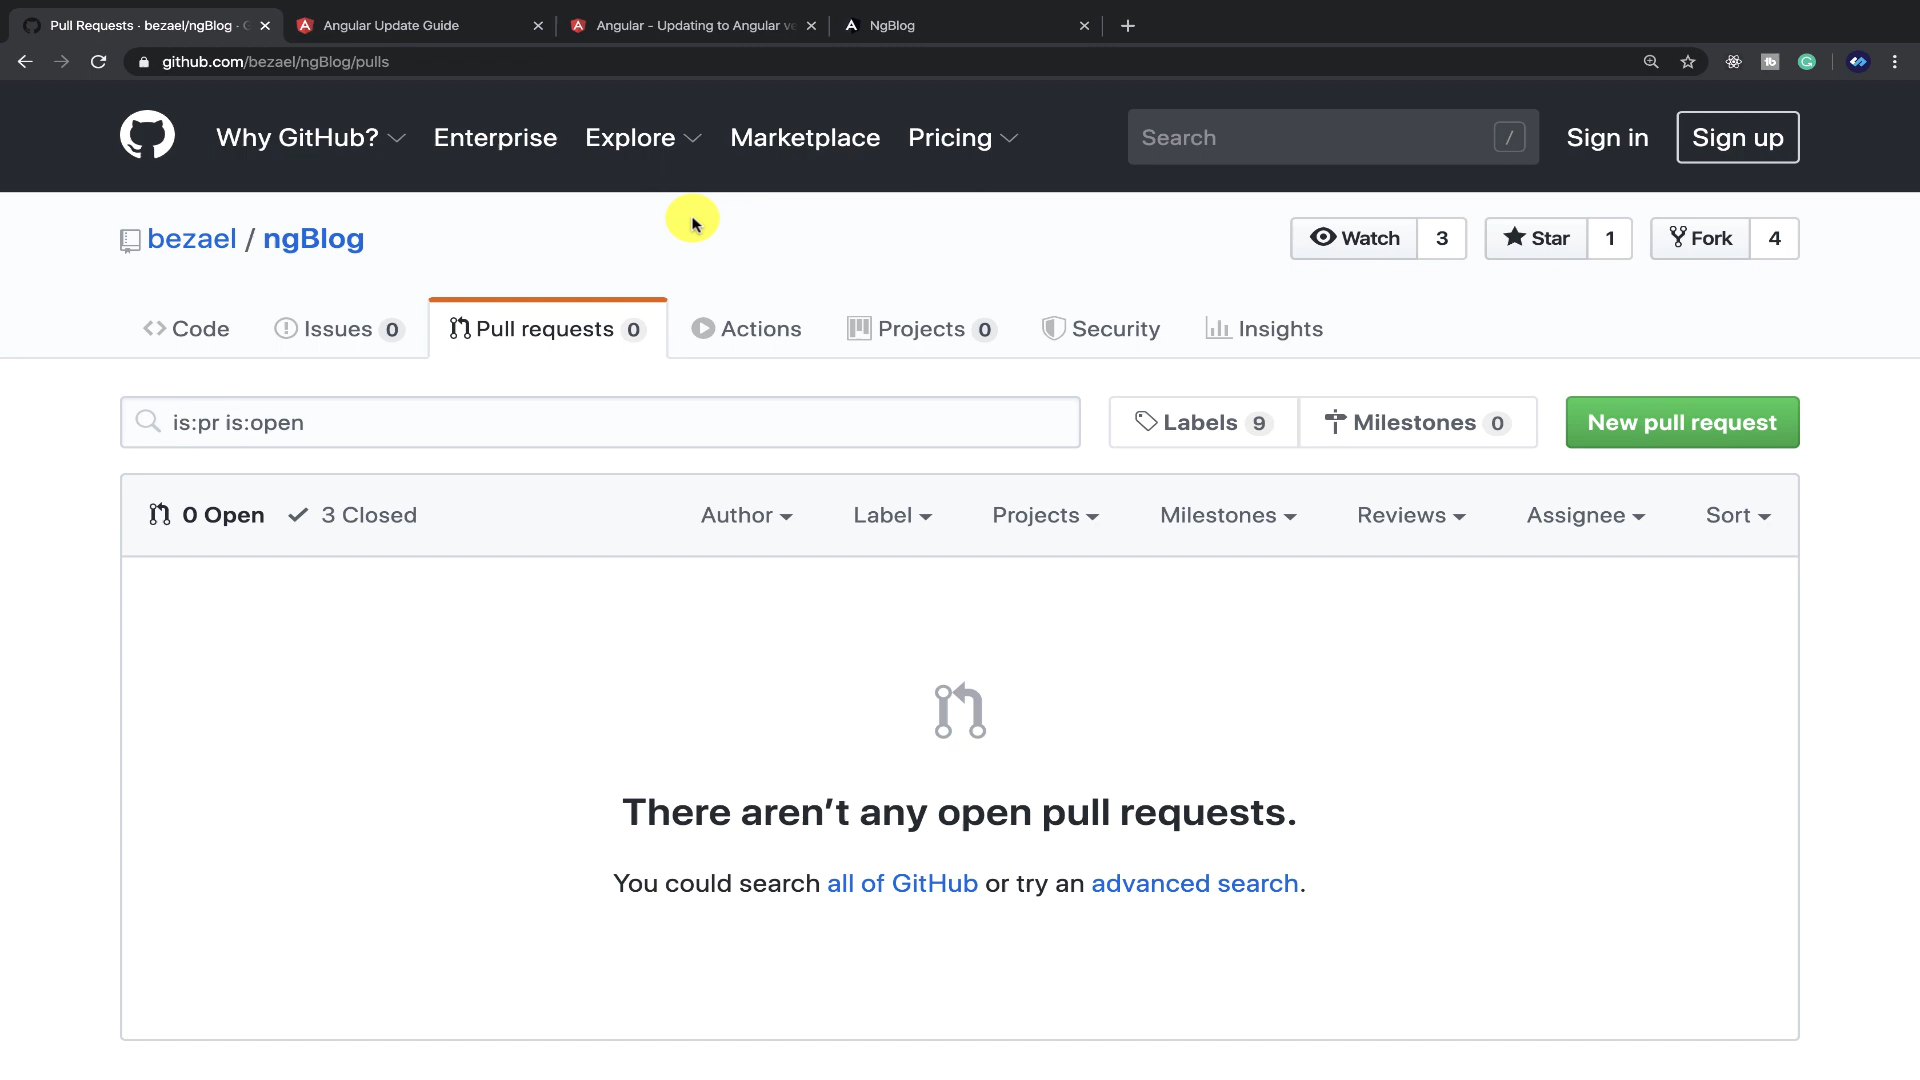 Pull Requests · bezael/ngBlog ·
Angular Update Guide
Angular - Updating to Angular ve
NgBlog
github.com/bezael/ngBlog/pulls
Why GitHub?
Enterprise
Explore
Marketplace
Pricing
Search
/
Sign in
Sign up
bezael / ngBlog
Watch 3
Star 1
Fork 4
Code
Issues 0
Pull requests 0
Actions
Projects 0
Security
Insights
is:pr is:open
Labels 9
Milestones 0
New pull request
0 Open
3 Closed
Author
Label
Projects
Milestones
Reviews
Assignee
Sort
There aren’t any open pull requests.
You could search all of GitHub or try an advanced search.